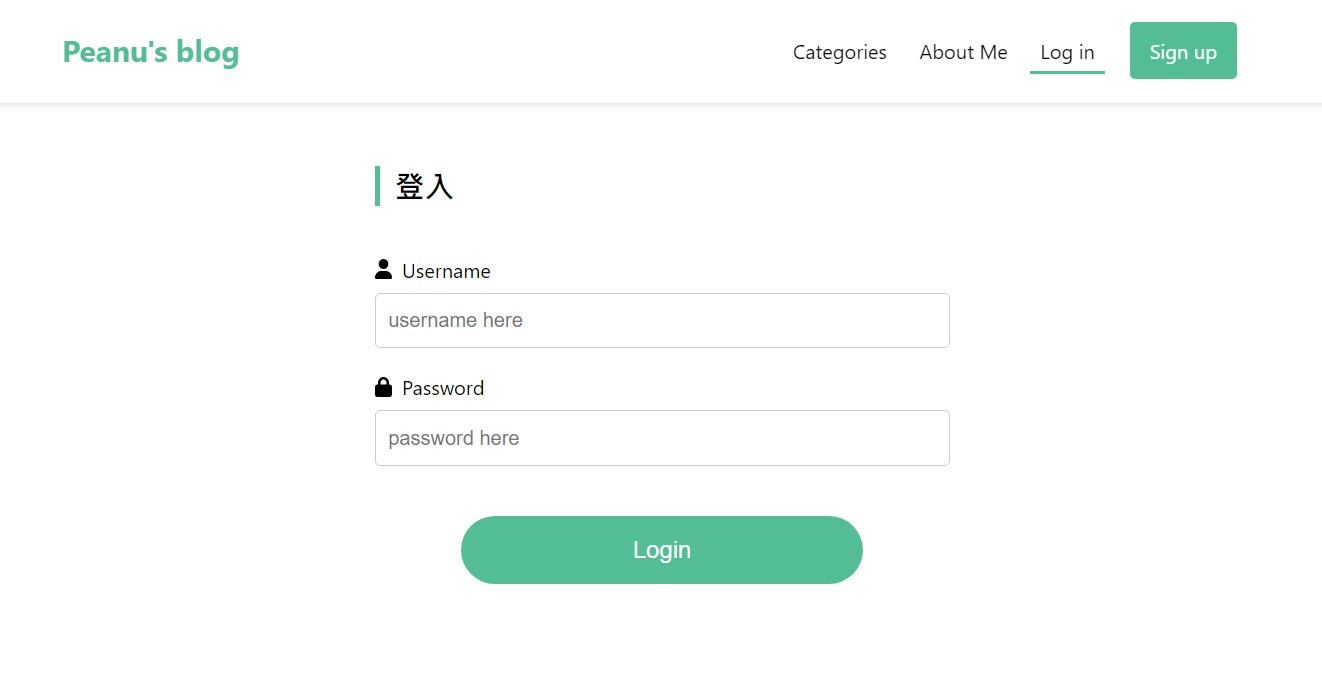 Peanu's blog
Categories About Me Log in Sign up
登入
Username
username here
Password
password here
Login